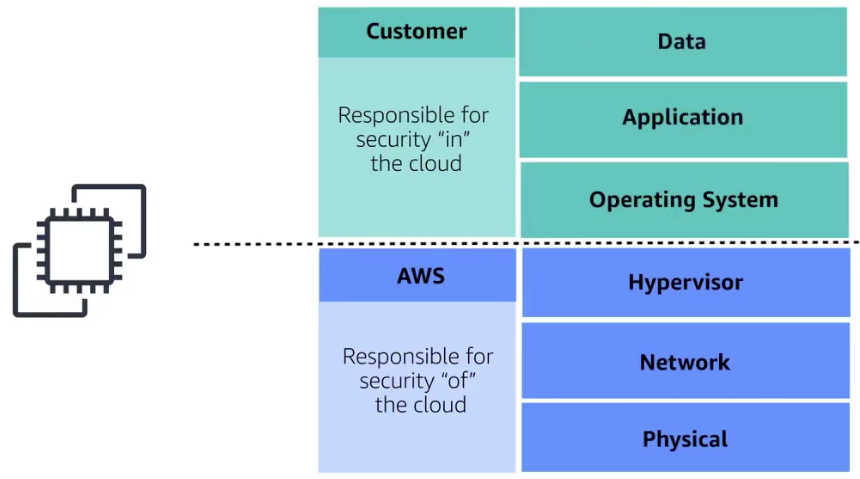 Customer
Responsible for
security “in”
the cloud
Data
Application
Operating System
AWS
Responsible for
security “of”
the cloud
Hypervisor
Network
Physical